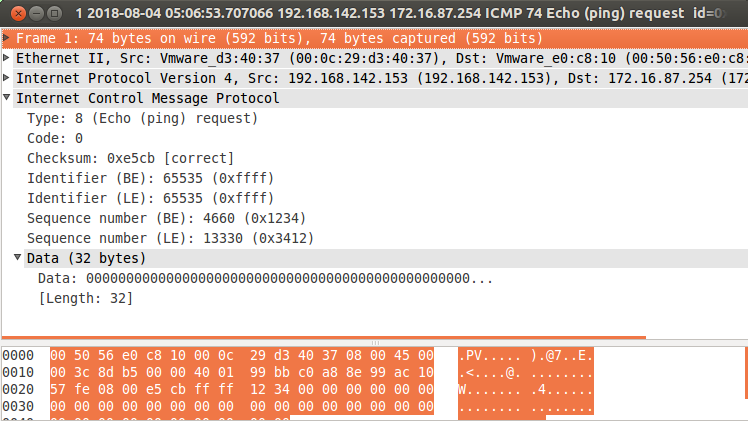 1 2018-08-04 05:06:53.707066 192.168.142.153 172.16.87.254 ICMP 74 Echo (ping) request id=0
Frame 1: 74 bytes on wire (592 bits), 74 bytes captured (592 bits)
Ethernet II, Src: Vmware_d3:40:37 (00:0c:29:d3:40:37), Dst: Vmware_e0:c8:10 (00:50:56:e0:c8:
Internet Protocol Version 4, Src: 192.168.142.153 (192.168.142.153), Dst: 172.16.87.254 (172
Internet Control Message Protocol
Type: 8 (Echo (ping) request)
Code: 0
Checksum: 0xe5cb [correct]
Identifier (BE): 65535 (0xffff)
Identifier (LE): 65535 (0xffff)
Sequence number (BE): 4660 (0x1234)
Sequence number (LE): 13330 (0x3412)
Data (32 bytes)
Data: 000000000000000000000000000000000000000000000000...
[Length: 32]
0000 00 50 56 e0 c8 10 00 0c 29 d3 40 37 08 00 45 00 .PV..... ).@7..E.
0010 00 3c 8d b5 00 00 40 01 99 bb c0 a8 8e 99 ac 10 .<....@. ........
0020 57 fe 08 00 e5 cb ff ff 12 34 00 00 00 00 00 00 W....... .4......
0030 00 00 00 00 00 00 00 00 00 00 00 00 00 00 00 00 ........ ........